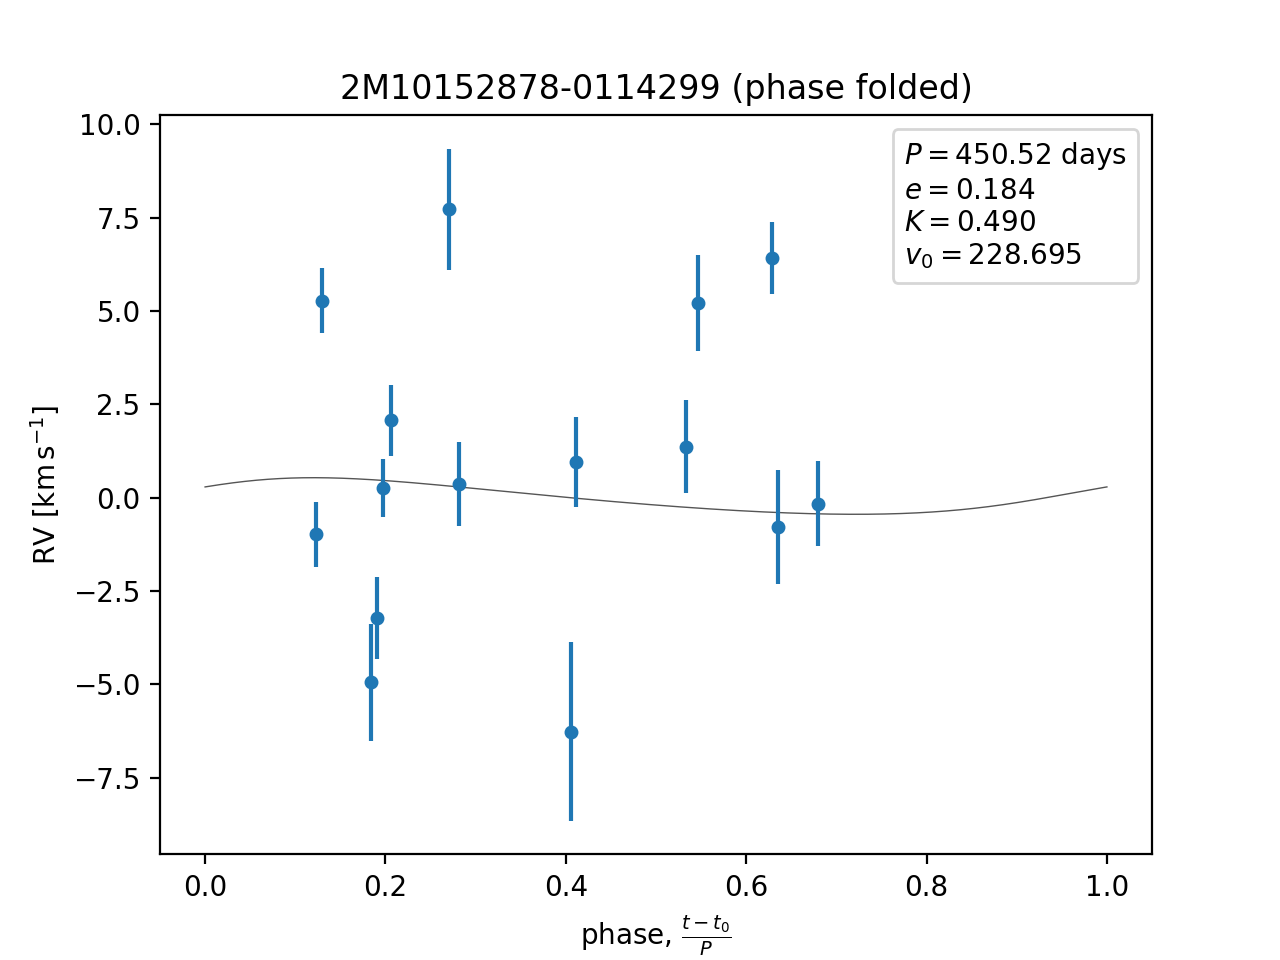 2M10152878-0114299 (phase folded)
P = 450.52 days
e = 0.184
K = 0.490
v₀ = 228.695
10.0
7.5
5.0
2.5
0.0
−2.5
−5.0
−7.5
RV [km s⁻¹]
0.0 0.2 0.4 0.6 0.8 1.0
phase, (t − t₀)/P